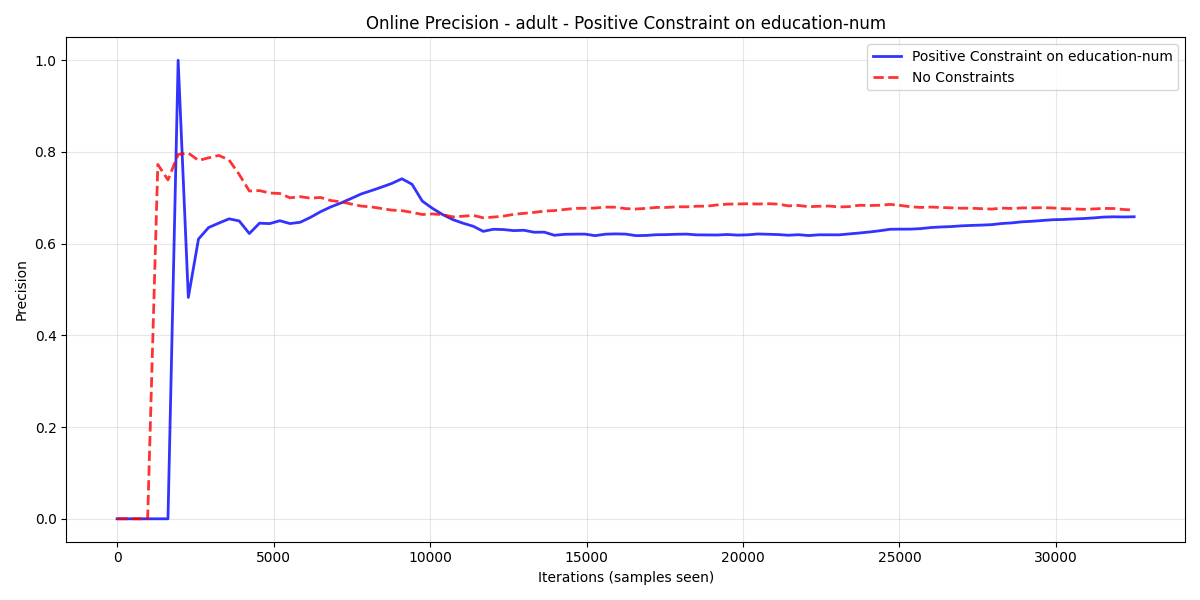 Online Precision - adult - Positive Constraint on education-num
Positive Constraint on education-num
No Constraints
1.0
0.8
0.6
0.4
0.2
0.0
Precision
0 5000 10000 15000 20000 25000 30000
Iterations (samples seen)